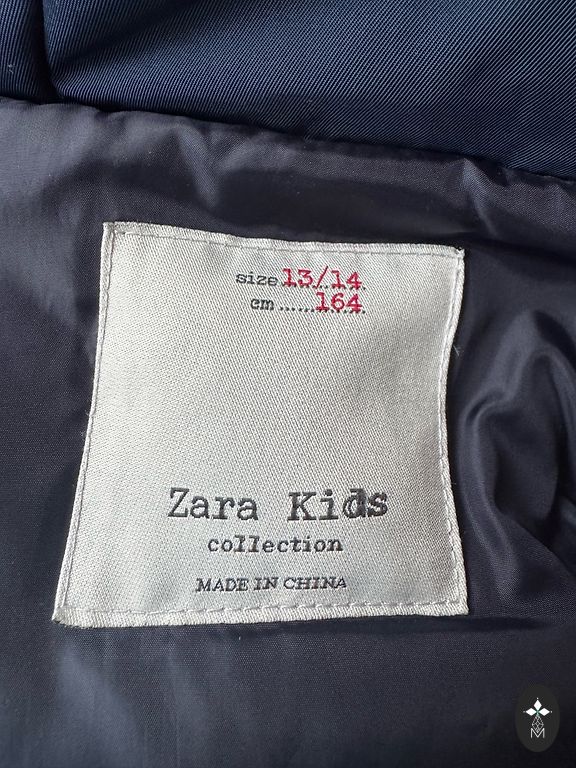 size 13/14
cm ...... 164
Zara Kids
collection
MADE IN CHINA
M